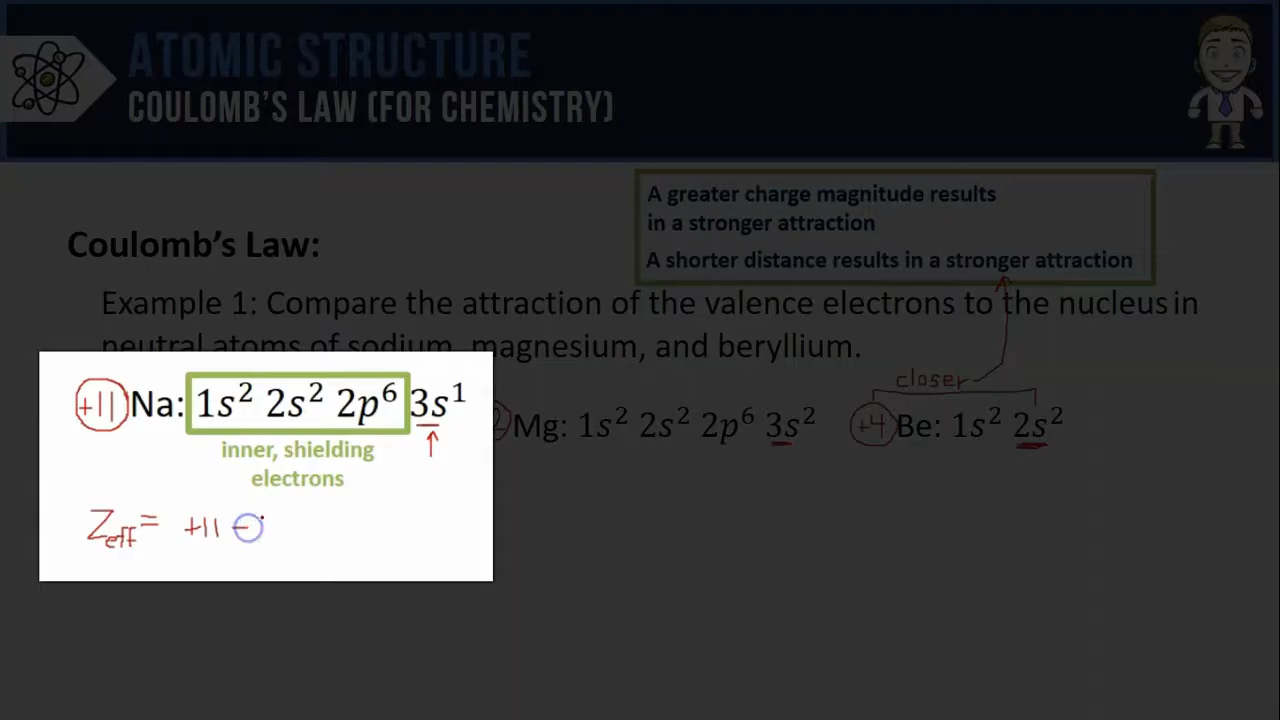 ATOMIC STRUCTURE
COULOMB'S LAW (FOR CHEMISTRY)
A greater charge magnitude results
in a stronger attraction
A shorter distance results in a stronger attraction
Coulomb's Law:
Example 1: Compare the attraction of the valence electrons to the nucleus in
neutral atoms of sodium, magnesium, and beryllium.
closer
+11 Na: 1s² 2s² 2p⁶ 3s¹
2 Mg: 1s² 2s² 2p⁶ 3s²
+4 Be: 1s² 2s²
inner, shielding
electrons
Zeff = +11 -